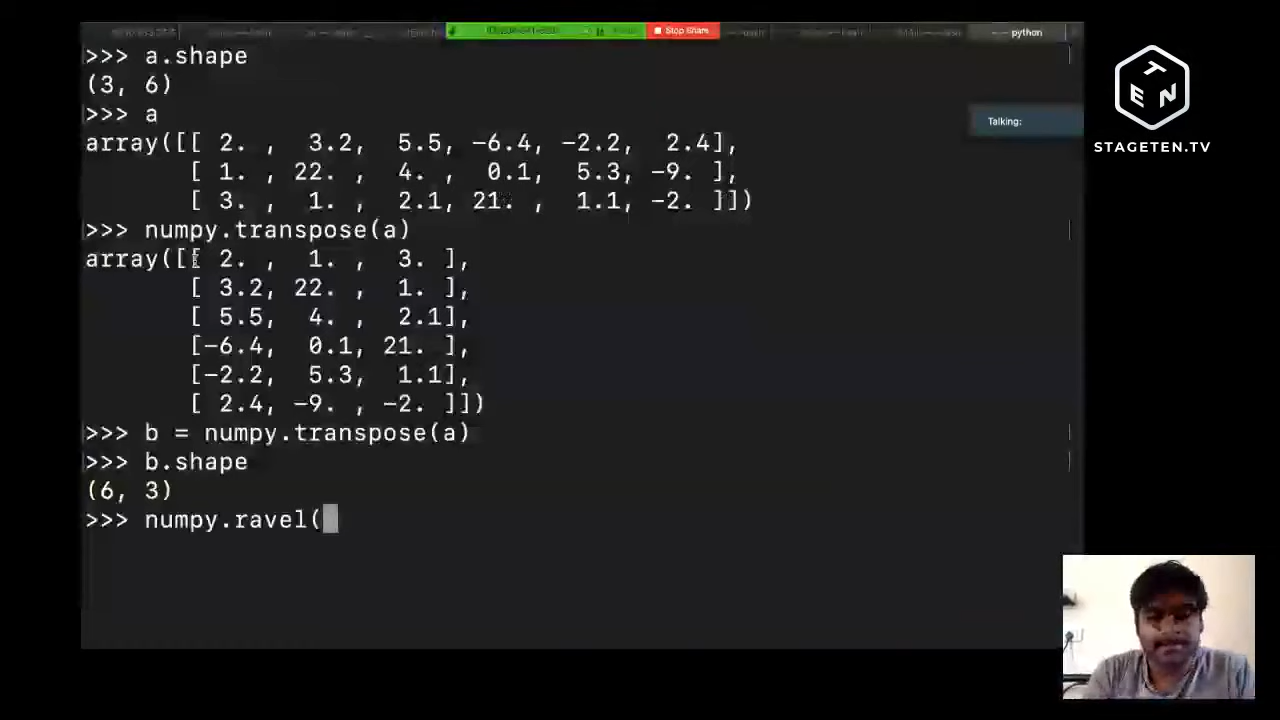 Stop Share
python
>>> a.shape
(3, 6)
>>> a
array([[ 2. ,  3.2,  5.5, -6.4, -2.2,  2.4],
       [ 1. , 22. ,  4. ,  0.1,  5.3, -9. ],
       [ 3. ,  1. ,  2.1, 21. ,  1.1, -2. ]])
>>> numpy.transpose(a)
array([[ 2. ,  1. ,  3. ],
       [ 3.2, 22. ,  1. ],
       [ 5.5,  4. ,  2.1],
       [-6.4,  0.1, 21. ],
       [-2.2,  5.3,  1.1],
       [ 2.4, -9. , -2. ]])
>>> b = numpy.transpose(a)
>>> b.shape
(6, 3)
>>> numpy.ravel(
Talking:
TEN
STAGETEN.TV